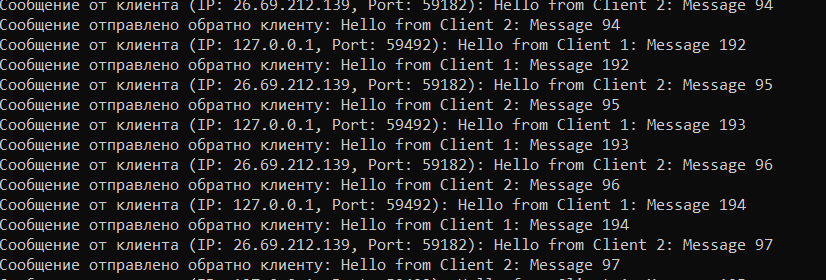 Сообщение от клиента (IP: 26.69.212.139, Port: 59182): Hello from Client 2: Message 94
Сообщение отправлено обратно клиенту: Hello from Client 2: Message 94
Сообщение от клиента (IP: 127.0.0.1, Port: 59492): Hello from Client 1: Message 192
Сообщение отправлено обратно клиенту: Hello from Client 1: Message 192
Сообщение от клиента (IP: 26.69.212.139, Port: 59182): Hello from Client 2: Message 95
Сообщение отправлено обратно клиенту: Hello from Client 2: Message 95
Сообщение от клиента (IP: 127.0.0.1, Port: 59492): Hello from Client 1: Message 193
Сообщение отправлено обратно клиенту: Hello from Client 1: Message 193
Сообщение от клиента (IP: 26.69.212.139, Port: 59182): Hello from Client 2: Message 96
Сообщение отправлено обратно клиенту: Hello from Client 2: Message 96
Сообщение от клиента (IP: 127.0.0.1, Port: 59492): Hello from Client 1: Message 194
Сообщение отправлено обратно клиенту: Hello from Client 1: Message 194
Сообщение от клиента (IP: 26.69.212.139, Port: 59182): Hello from Client 2: Message 97
Сообщение отправлено обратно клиенту: Hello from Client 2: Message 97